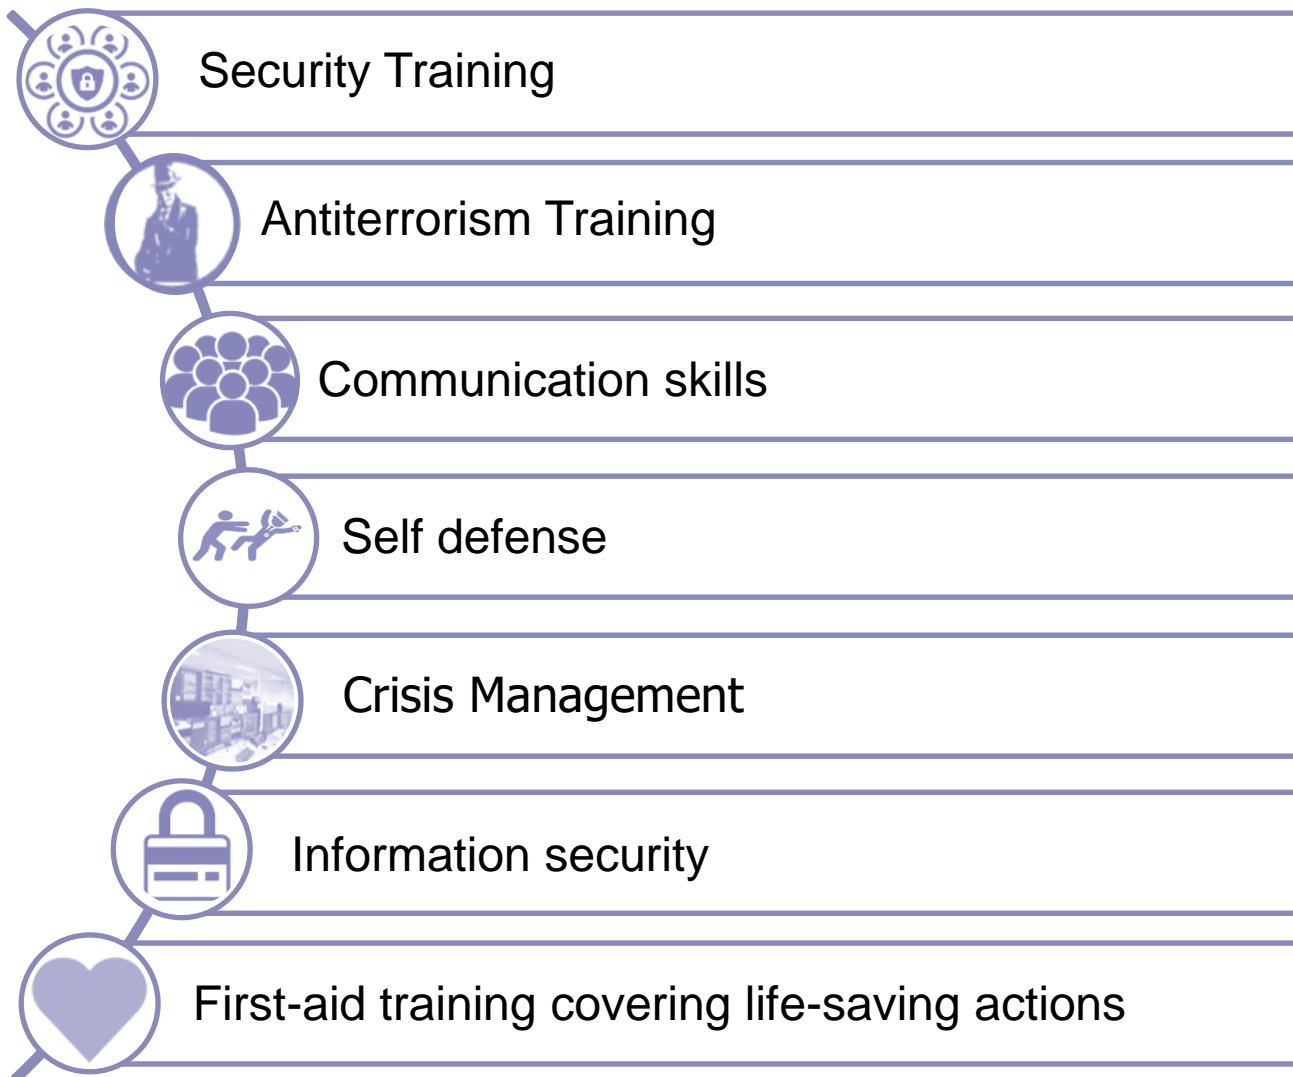 Security Training
Antiterrorism Training
Communication skills
Self defense
Crisis Management
Information security
First-aid training covering life-saving actions